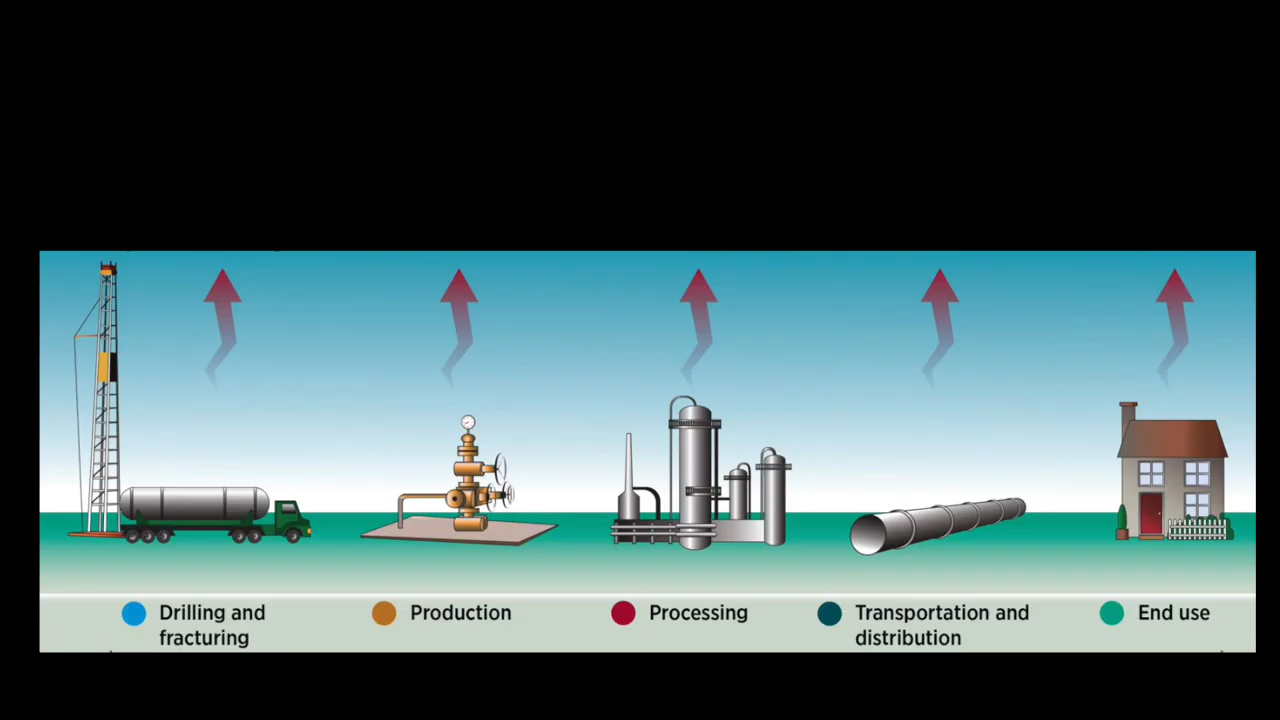 Drilling and
fracturing
Production
Processing
Transportation and
distribution
End use